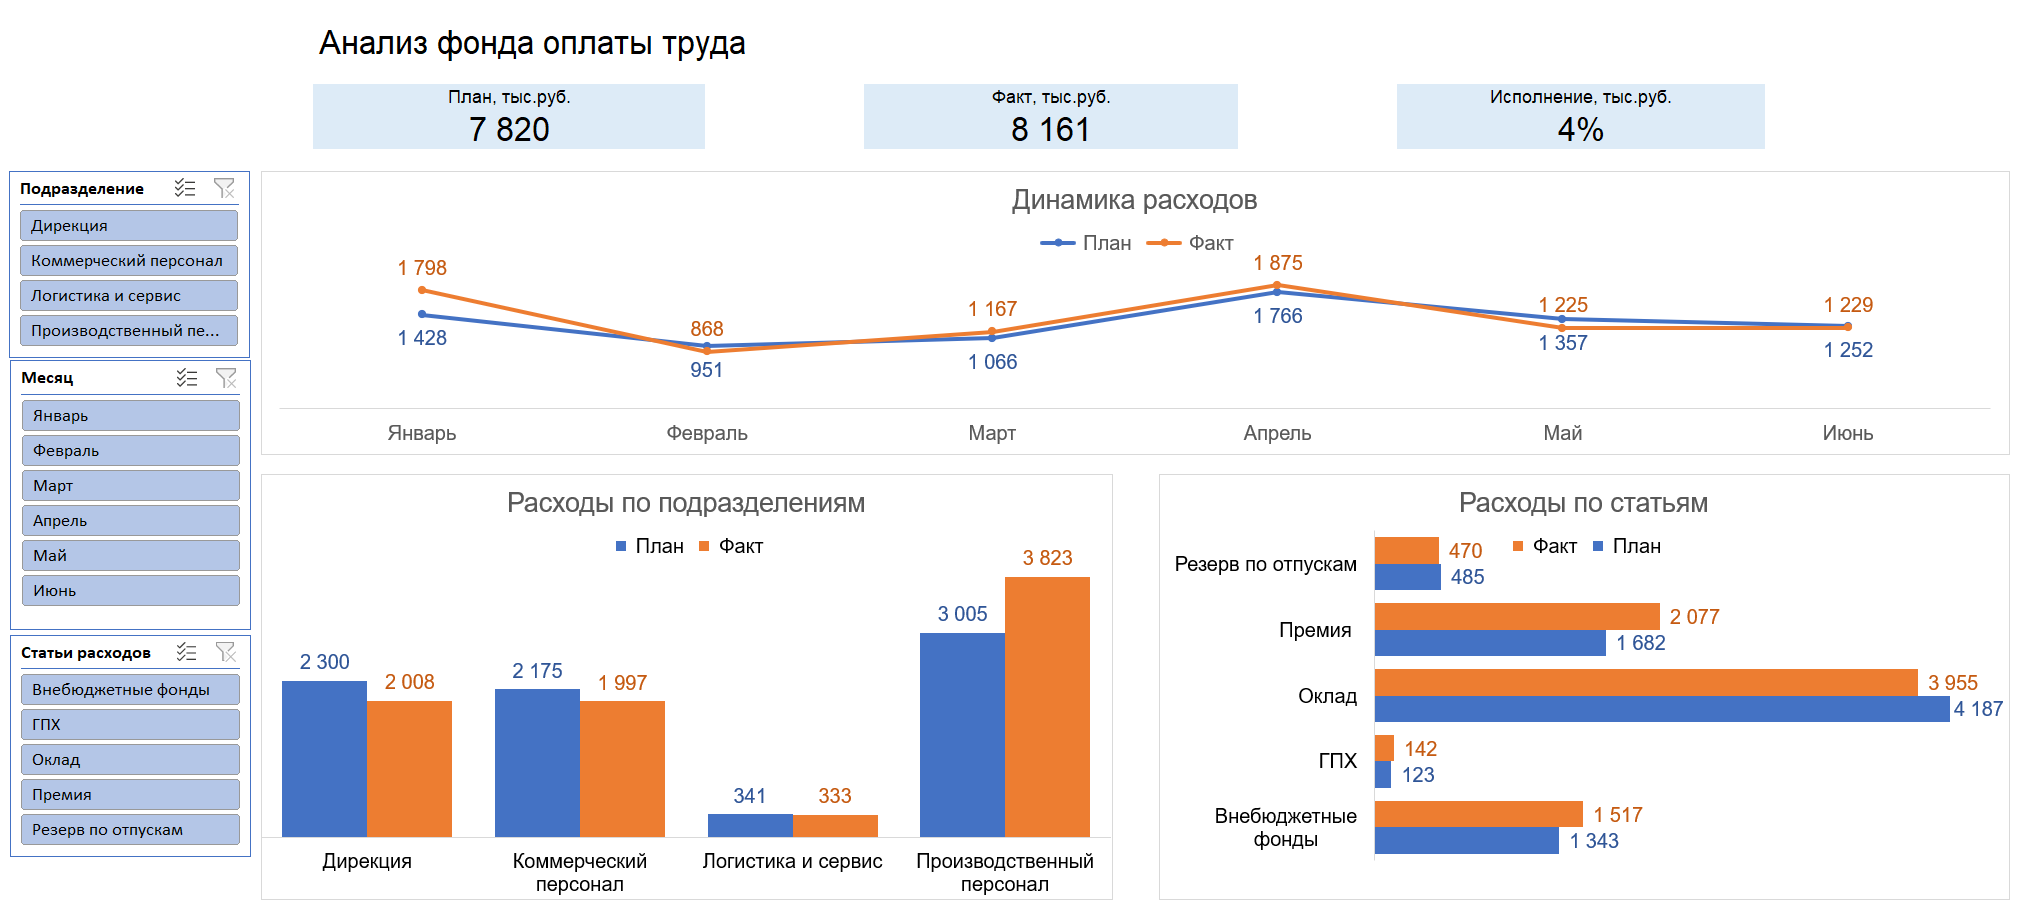 Анализ фонда оплаты труда
План, тыс.руб.
7 820
Факт, тыс.руб.
8 161
Исполнение, тыс.руб.
4%
Подразделение
Дирекция
Коммерческий персонал
Логистика и сервис
Производственный пе...
Месяц
Январь
Февраль
Март
Апрель
Май
Июнь
Статьи расходов
Внебюджетные фонды
ГПХ
Оклад
Премия
Резерв по отпускам
Динамика расходов
План Факт
1 798
868
1 167
1 875
1 225
1 229
1 428
951
1 066
1 766
1 357
1 252
Январь
Февраль
Март
Апрель
Май
Июнь
Расходы по подразделениям
План Факт
2 300
2 008
2 175
1 997
341
333
3 005
3 823
Дирекция
Коммерческий
персонал
Логистика и сервис
Производственный
персонал
Расходы по статьям
Факт План
Резерв по отпускам
470
485
Премия
2 077
1 682
Оклад
3 955
4 187
ГПХ
142
123
Внебюджетные
фонды
1 517
1 343